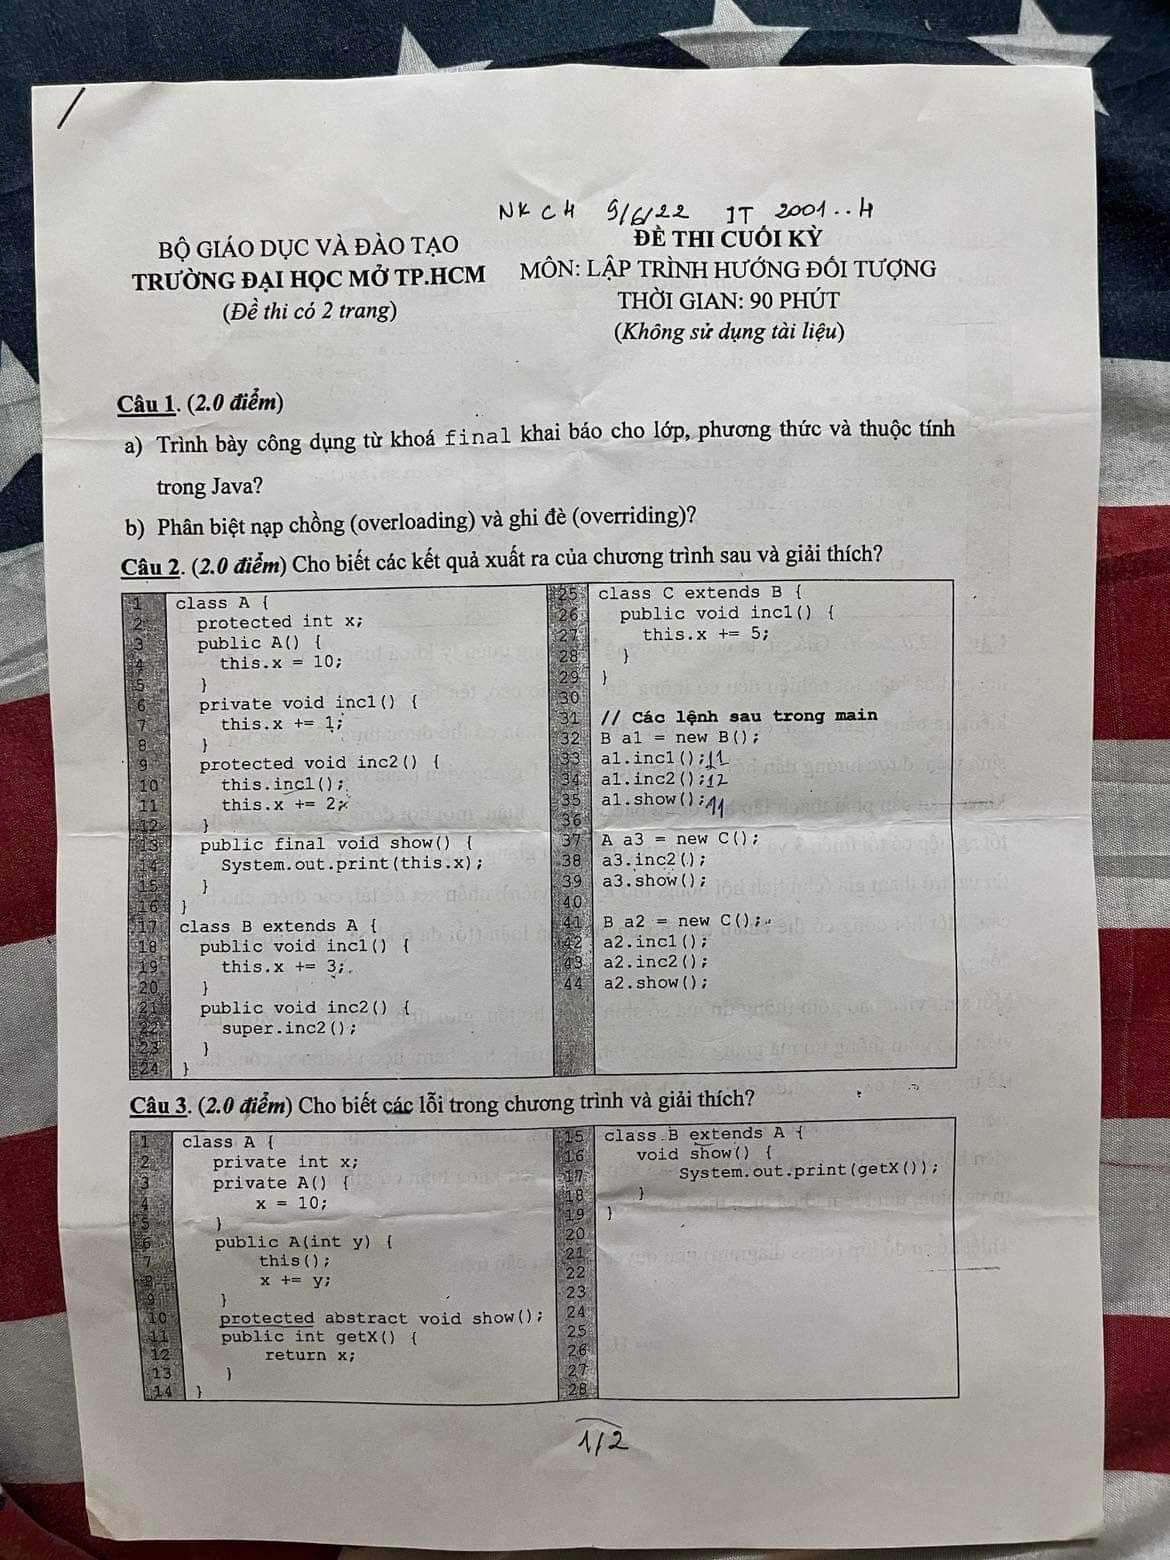 NK C4 9/6/22 IT 2001..H
BỘ GIÁO DỤC VÀ ĐÀO TẠO
TRƯỜNG ĐẠI HỌC MỞ TP.HCM
(Đề thi có 2 trang)
ĐỀ THI CUỐI KỲ
MÔN: LẬP TRÌNH HƯỚNG ĐỐI TƯỢNG
THỜI GIAN: 90 PHÚT
(Không sử dụng tài liệu)
Câu 1. (2.0 điểm)
a) Trình bày công dụng từ khoá final khai báo cho lớp, phương thức và thuộc tính
trong Java?
b) Phân biệt nạp chồng (overloading) và ghi đè (overriding)?
Câu 2. (2.0 điểm) Cho biết các kết quả xuất ra của chương trình sau và giải thích?
1 class A {
2 protected int x;
3 public A() {
4 this.x = 10;
5 }
6 private void inc1() {
7 this.x += 1;
8 }
9 protected void inc2() {
10 this.inc1();
11 this.x += 2;
12 }
13 public final void show() {
14 System.out.print(this.x);
15 }
16 }
17 class B extends A {
18 public void inc1() {
19 this.x += 3;
20 }
21 public void inc2() {
22 super.inc2();
23 }
24 }
25 class C extends B {
26 public void inc1() {
27 this.x += 5;
28 }
29 }
30
31 // Các lệnh sau trong main
32 B a1 = new B();
33 a1.inc1(); 11
34 a1.inc2(); 12
35 a1.show(); 11
36
37 A a3 = new C();
38 a3.inc2();
39 a3.show();
40
41 B a2 = new C();
42 a2.inc1();
43 a2.inc2();
44 a2.show();
Câu 3. (2.0 điểm) Cho biết các lỗi trong chương trình và giải thích?
1 class A {
2 private int x;
3 private A() {
4 x = 10;
5 }
6 public A(int y) {
7 this();
8 x += y;
9 }
10 protected abstract void show();
11 public int getX() {
12 return x;
13 }
14 }
15 class B extends A {
16 void show() {
17 System.out.print(getX());
18 }
19 }
20
21
22
23
24
25
26
27
28
1/2